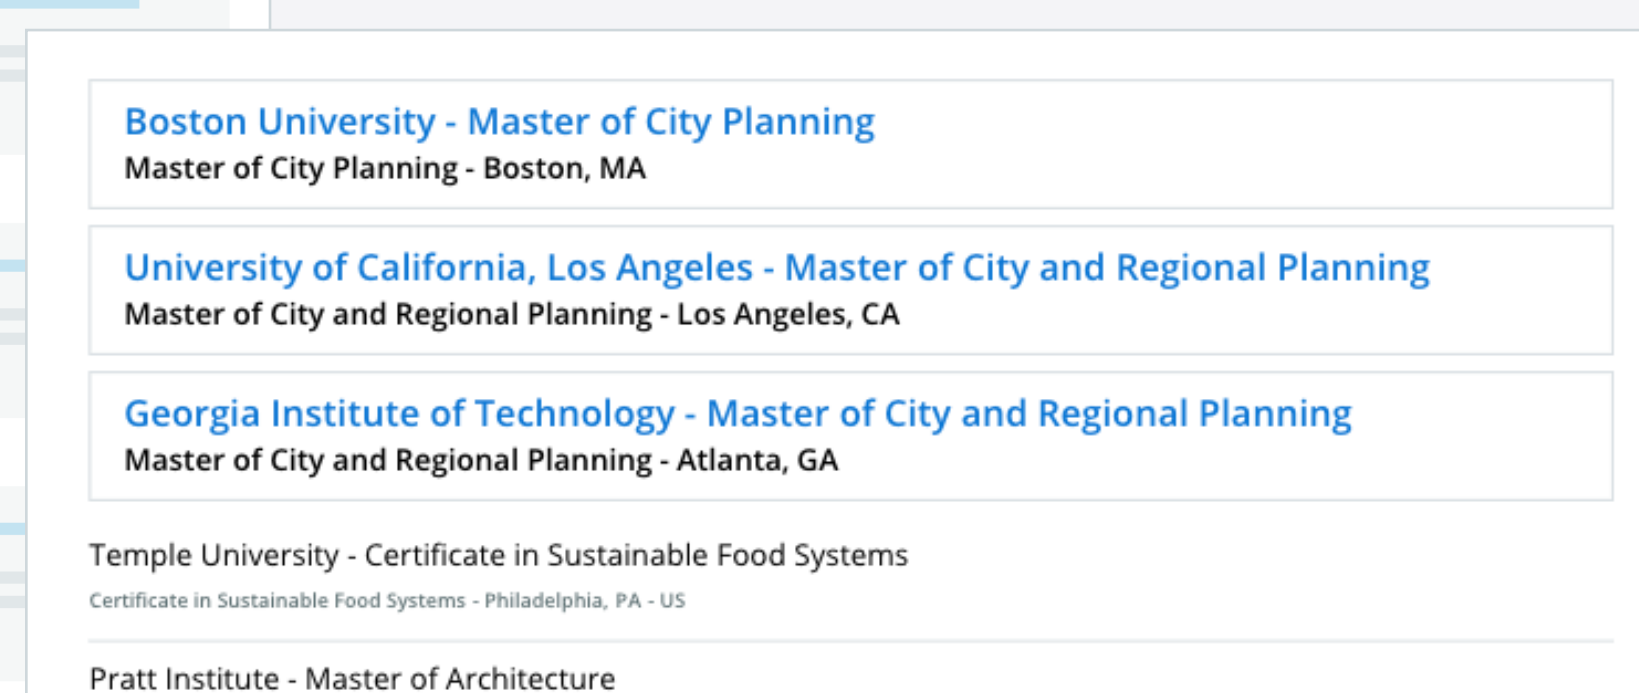 Boston University - Master of City Planning
Master of City Planning - Boston, MA
University of California, Los Angeles - Master of City and Regional Planning
Master of City and Regional Planning - Los Angeles, CA
Georgia Institute of Technology - Master of City and Regional Planning
Master of City and Regional Planning - Atlanta, GA
Temple University - Certificate in Sustainable Food Systems
Certificate in Sustainable Food Systems - Philadelphia, PA - US
Pratt Institute - Master of Architecture